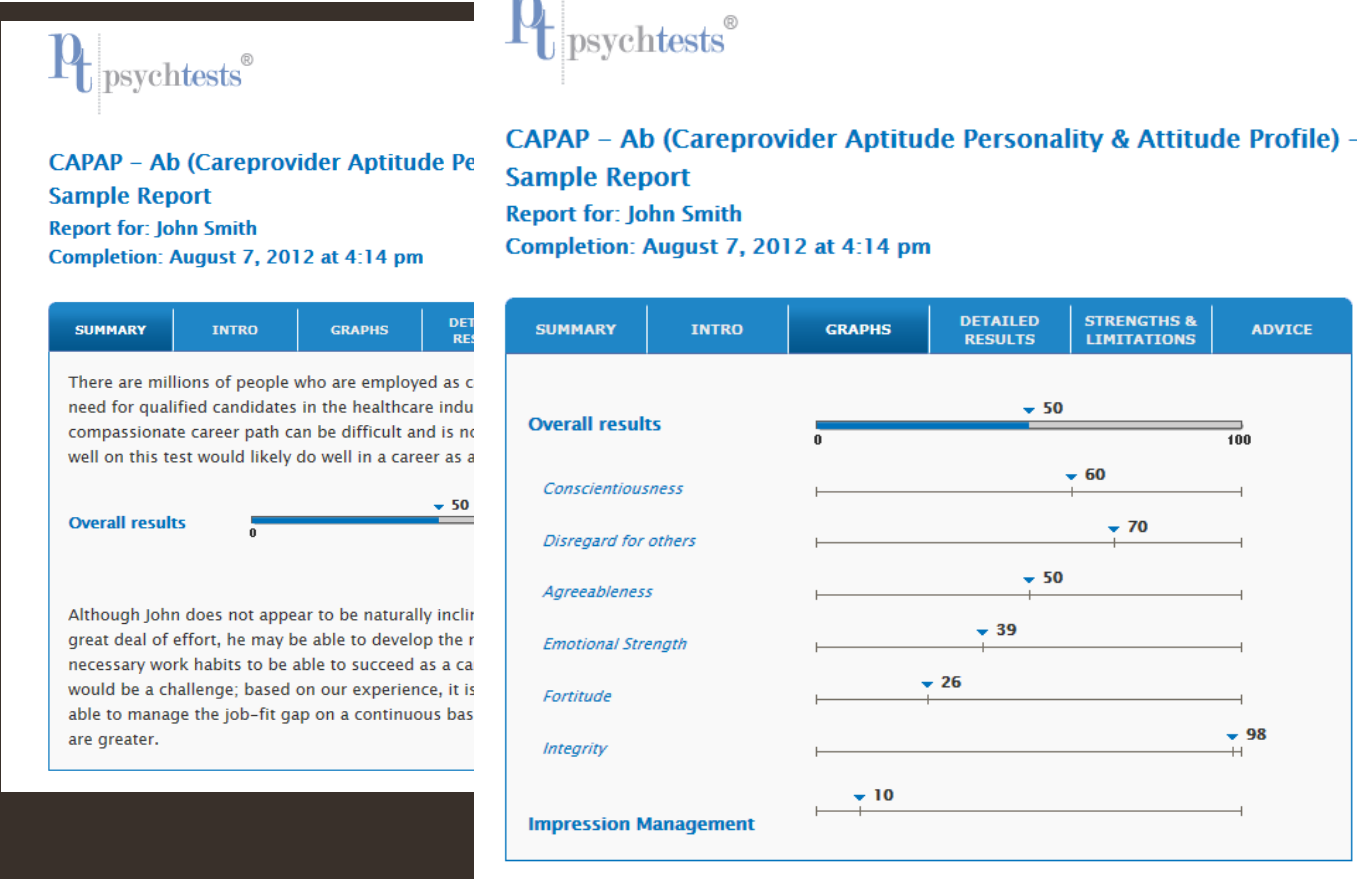 pt psychtests®
CAPAP – Ab (Careprovider Aptitude Pe
Sample Report
Report for: John Smith
Completion: August 7, 2012 at 4:14 pm
SUMMARY INTRO GRAPHS DET
RES
There are millions of people who are employed as c
need for qualified candidates in the healthcare indu
compassionate career path can be difficult and is no
well on this test would likely do well in a career as a
50
Overall results
0
Although John does not appear to be naturally inclin
great deal of effort, he may be able to develop the r
necessary work habits to be able to succeed as a ca
would be a challenge; based on our experience, it is
able to manage the job-fit gap on a continuous bas
are greater.
pt psychtests®
CAPAP – Ab (Careprovider Aptitude Personality & Attitude Profile) –
Sample Report
Report for: John Smith
Completion: August 7, 2012 at 4:14 pm
SUMMARY INTRO GRAPHS DETAILED RESULTS STRENGTHS & LIMITATIONS ADVICE
50
Overall results
0 100
60
Conscientiousness
70
Disregard for others
50
Agreeableness
39
Emotional Strength
26
Fortitude
98
Integrity
10
Impression Management